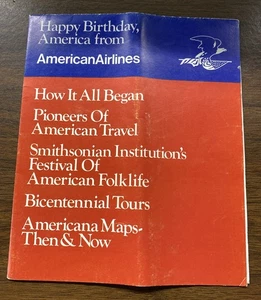 Happy Birthday,
America from
AmericanAirlines
How It All Began
Pioneers Of
American Travel
Smithsonian Institution's
Festival Of
American Folklife
Bicentennial Tours
Americana Maps-
Then & Now